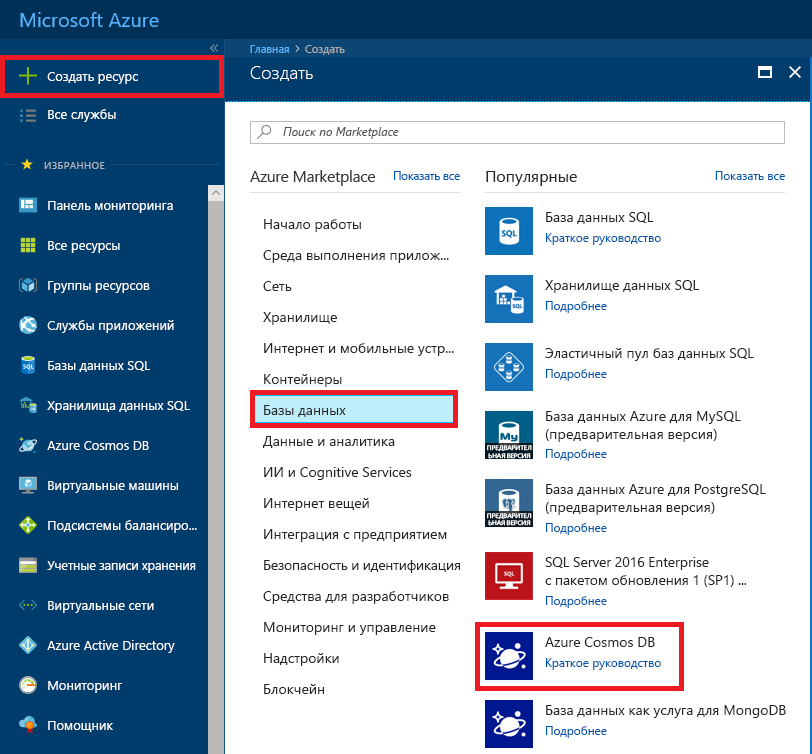 Microsoft Azure
Создать ресурс
Все службы
ИЗБРАННОЕ
Панель мониторинга
Все ресурсы
Группы ресурсов
Службы приложений
Базы данных SQL
Хранилища данных SQL
Azure Cosmos DB
Виртуальные машины
Подсистемы балансиро...
Учетные записи хранения
Виртуальные сети
Azure Active Directory
Мониторинг
Помощник
Главная > Создать
Создать
Поиск по Marketplace
Azure Marketplace Показать все
Начало работы
Среда выполнения прилож...
Сеть
Хранилище
Интернет и мобильные устр...
Контейнеры
Базы данных
Данные и аналитика
ИИ и Cognitive Services
Интернет вещей
Интеграция с предприятием
Безопасность и идентификация
Средства для разработчиков
Мониторинг и управление
Надстройки
Блокчейн
Популярные Показать все
SQL
База данных SQL
Краткое руководство
Хранилище данных SQL
Подробнее
Эластичный пул баз данных SQL
Подробнее
My
ПРЕДВАРИТЕ
ЛЬНАЯ ВЕРСИЯ
База данных Azure для MySQL
(предварительная версия)
Подробнее
ПРЕДВАРИТЕ
ЛЬНАЯ ВЕРСИЯ
База данных Azure для PostgreSQL
(предварительная версия)
Подробнее
SQL
SQL Server 2016 Enterprise
с пакетом обновления 1 (SP1) ...
Подробнее
Azure Cosmos DB
Краткое руководство
База данных как услуга для MongoDB
Подробнее